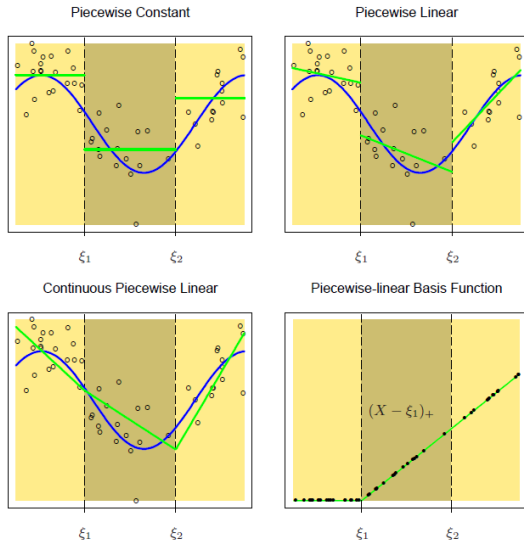 Piecewise Constant
Piecewise Linear
ξ₁ ξ₂
ξ₁ ξ₂
Continuous Piecewise Linear
Piecewise-linear Basis Function
(X − ξ₁)₊
ξ₁ ξ₂
ξ₁ ξ₂